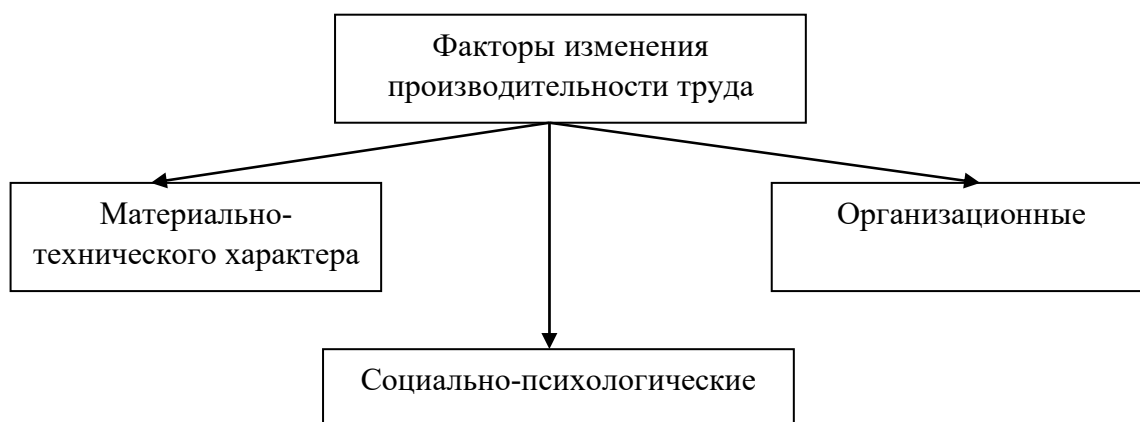 Факторы изменения
производительности труда
Материально-
технического характера
Организационные
Социально-психологические